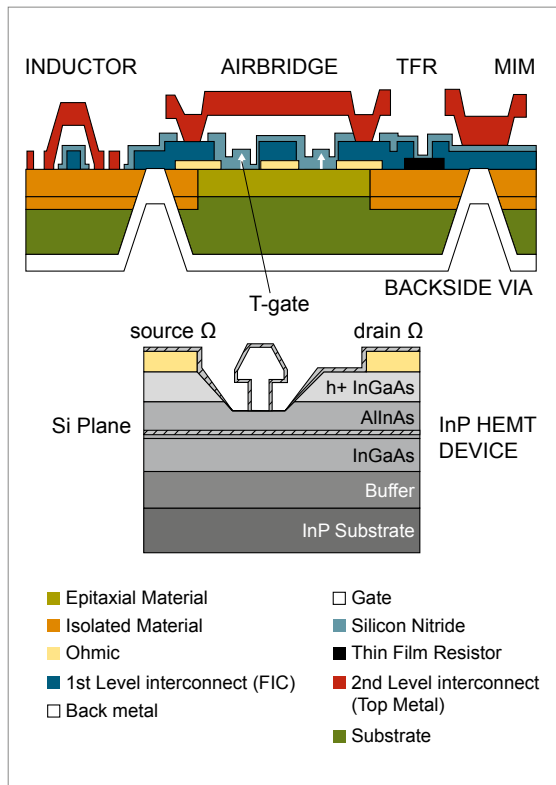 INDUCTOR AIRBRIDGE TFR MIM
BACKSIDE VIA
T-gate
source Ω drain Ω
h+ InGaAs
Si Plane AlInAs InP HEMT
DEVICE
InGaAs
Buffer
InP Substrate
Epitaxial Material
Isolated Material
Ohmic
1st Level interconnect (FIC)
Back metal
Gate
Silicon Nitride
Thin Film Resistor
2nd Level interconnect
(Top Metal)
Substrate